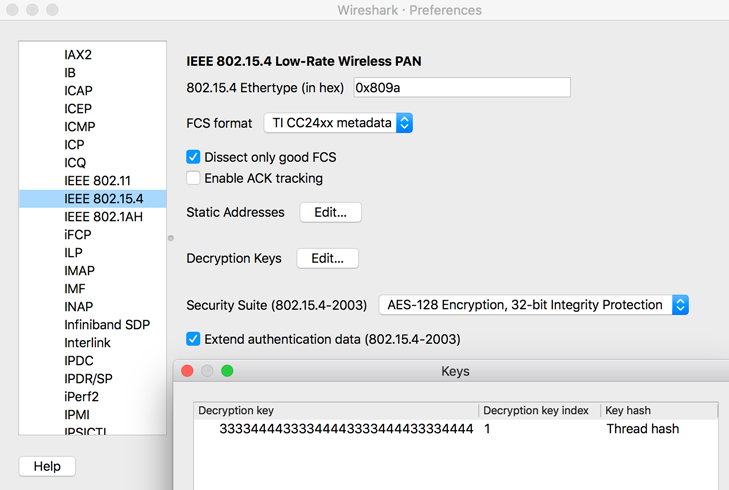 Wireshark · Preferences
IAX2
IB
ICAP
ICEP
ICMP
ICP
ICQ
IEEE 802.11
IEEE 802.15.4
IEEE 802.1AH
iFCP
ILP
IMAP
IMF
INAP
Infiniband SDP
Interlink
IPDC
IPDR/SP
iPerf2
IPMI
IPSICTL
Help
IEEE 802.15.4 Low-Rate Wireless PAN
802.15.4 Ethertype (in hex) 0x809a
FCS format TI CC24xx metadata
Dissect only good FCS
Enable ACK tracking
Static Addresses Edit...
Decryption Keys Edit...
Security Suite (802.15.4-2003) AES-128 Encryption, 32-bit Integrity Protection
Extend authentication data (802.15.4-2003)
Keys
Decryption key Decryption key index Key hash
33334444333344443333444433334444 1 Thread hash